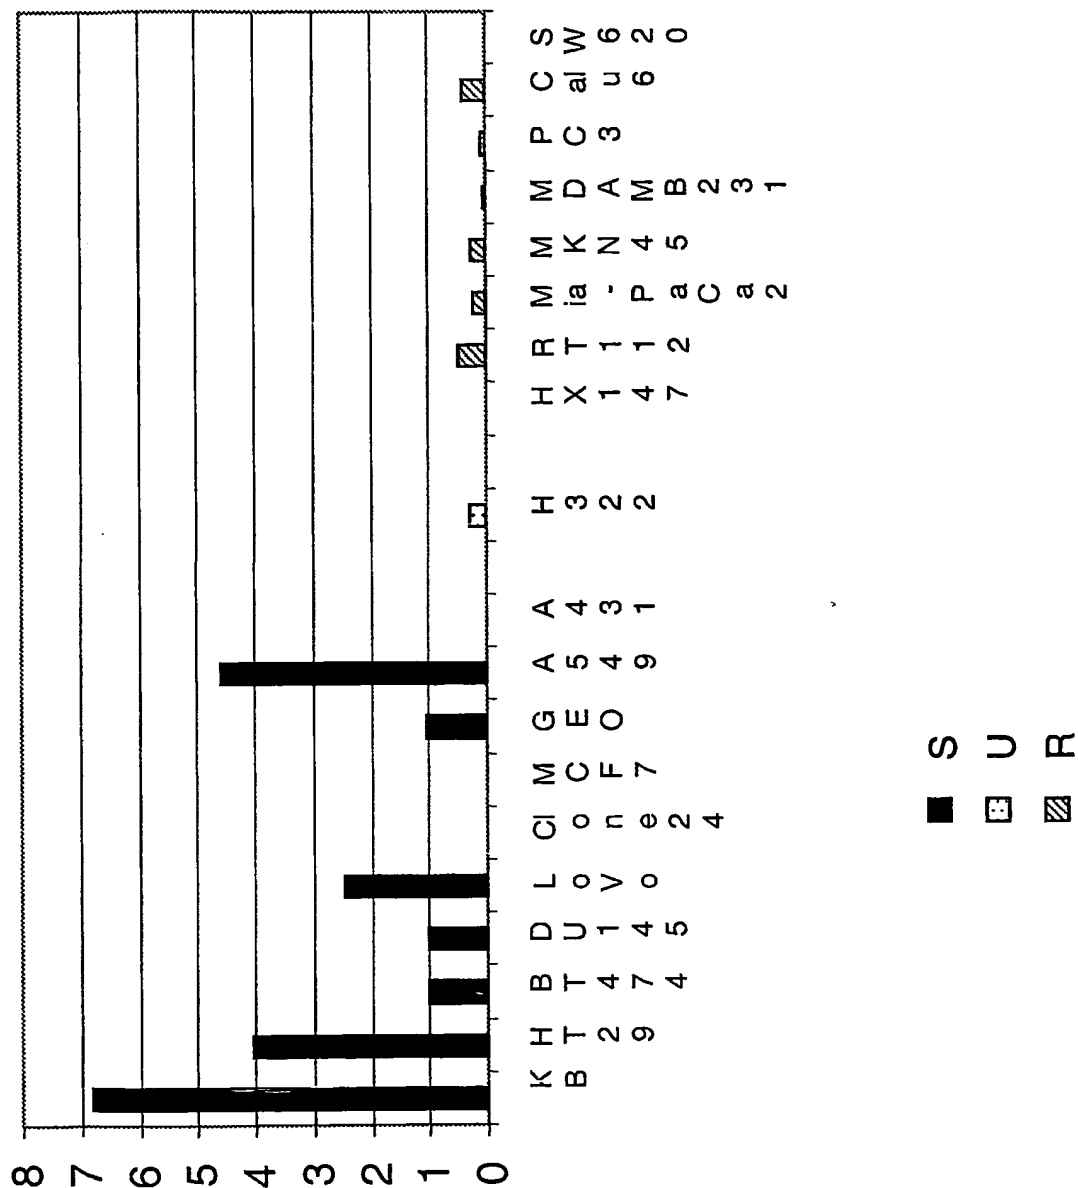 8
7
6
5
4
3
2
1
0
KB
HT29
BT474
DU145
LoVo
Clone24
MCF7
GEO
A549
A431
H322
HX147
RT112
Mia-PaCa2
MKN45
MDAMB231
PC3
Calu6
SW620
S
U
R